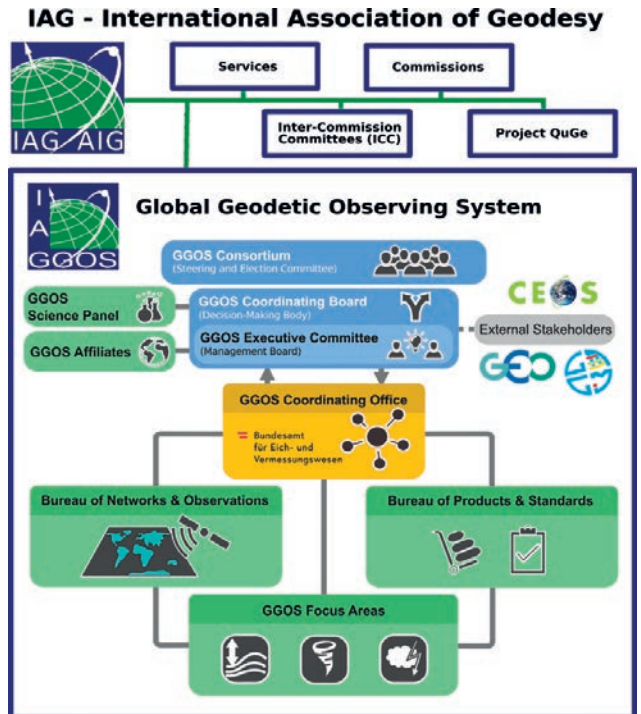 IAG - International Association of Geodesy
Services
Commissions
IAG AIG
Inter-Commission
Committees (ICC)
Project QuGe
I
A
GGOS
Global Geodetic Observing System
GGOS Consortium
(Steering and Election Committee)
GGOS
Science Panel
GGOS Coordinating Board
(Decision-Making Body)
CEOS
External Stakeholders
GGOS Affiliates
GGOS Executive Committee
(Management Board)
GEO
GGOS Coordinating Office
Bundesamt
für Eich- und
Vermessungswesen
Bureau of Networks & Observations
Bureau of Products & Standards
GGOS Focus Areas